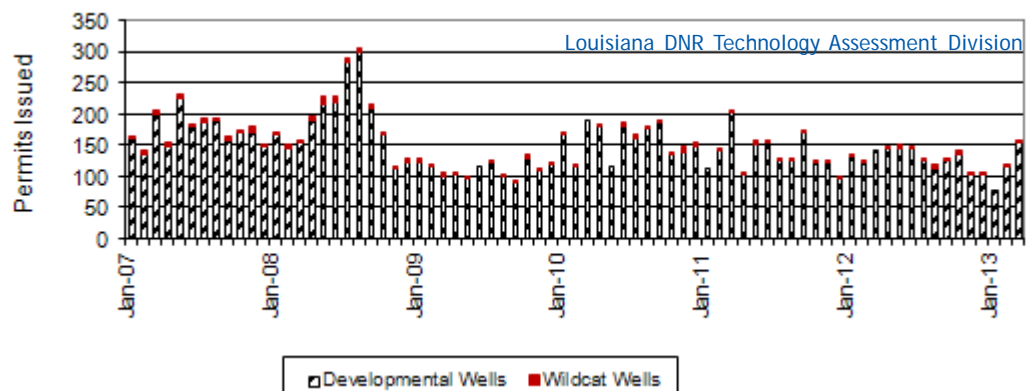 350
300
250
200
150
100
50
0
Permits Issued
Louisiana DNR Technology Assessment Division
Jan-07
Jan-08
Jan-09
Jan-10
Jan-11
Jan-12
Jan-13
Developmental Wells
Wildcat Wells